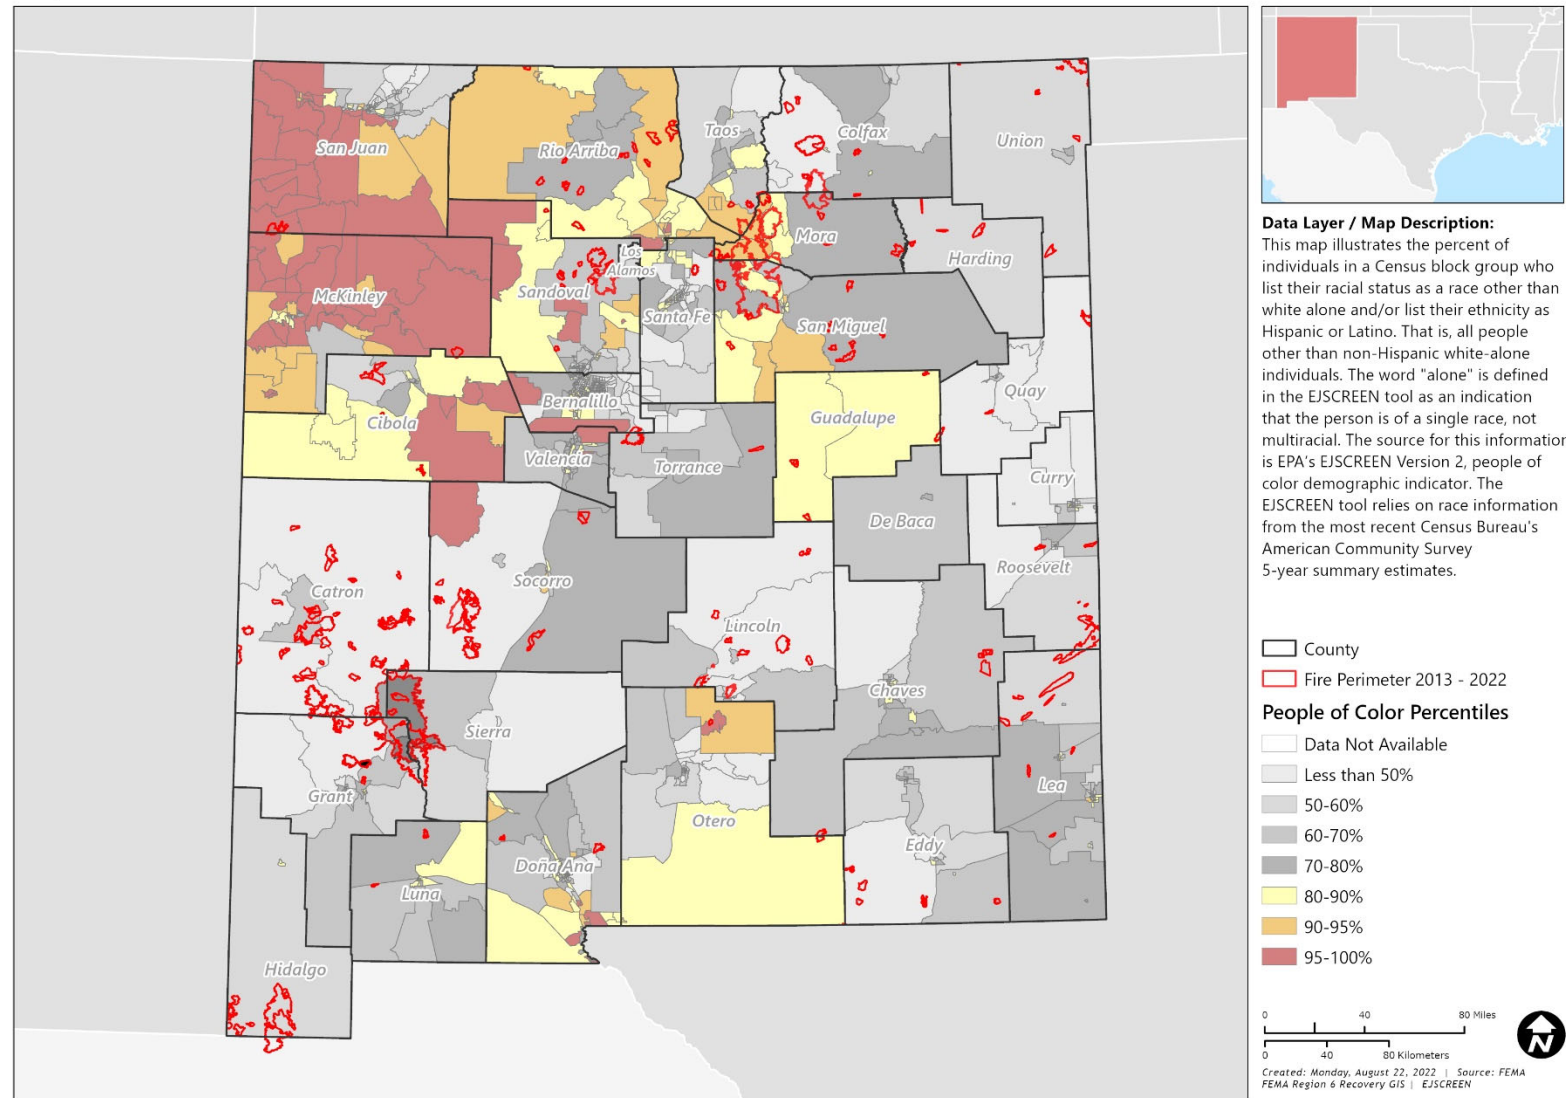 San Juan
Rio Arriba
Taos
Colfax
Union
Mora
Harding
Los
Alamos
McKinley
Sandoval
Santa Fe
San Miguel
Quay
Bernalillo
Guadalupe
Cibola
Valencia
Torrance
Curry
De Baca
Roosevelt
Catron
Socorro
Lincoln
Chaves
Sierra
Lea
Grant
Otero
Eddy
Doña Ana
Luna
Hidalgo
Data Layer / Map Description:
This map illustrates the percent of
individuals in a Census block group who
list their racial status as a race other than
white alone and/or list their ethnicity as
Hispanic or Latino. That is, all people
other than non-Hispanic white-alone
individuals. The word "alone" is defined
in the EJSCREEN tool as an indication
that the person is of a single race, not
multiracial. The source for this information
is EPA's EJSCREEN Version 2, people of
color demographic indicator. The
EJSCREEN tool relies on race information
from the most recent Census Bureau's
American Community Survey
5-year summary estimates.
County
Fire Perimeter 2013 - 2022
People of Color Percentiles
Data Not Available
Less than 50%
50-60%
60-70%
70-80%
80-90%
90-95%
95-100%
0 40 80 Miles
0 40 80 Kilometers
N
Created: Monday, August 22, 2022 | Source: FEMA
FEMA Region 6 Recovery GIS | EJSCREEN